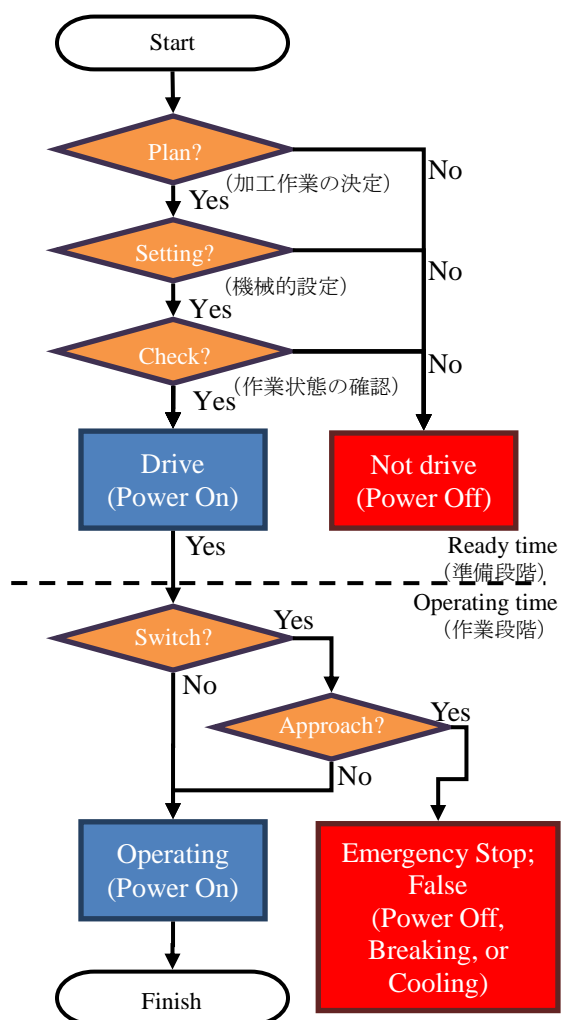 Start
Plan?
No
Yes
（加工作業の決定）
Setting?
No
（機械的設定）
Yes
Check?
No
（作業状態の確認）
Yes
Drive
(Power On)
Not drive
(Power Off)
Yes
Ready time
（準備段階）
Operating time
（作業段階）
Switch?
Yes
No
Approach?
Yes
No
Operating
(Power On)
Emergency Stop;
False
(Power Off,
Breaking, or
Cooling)
Finish